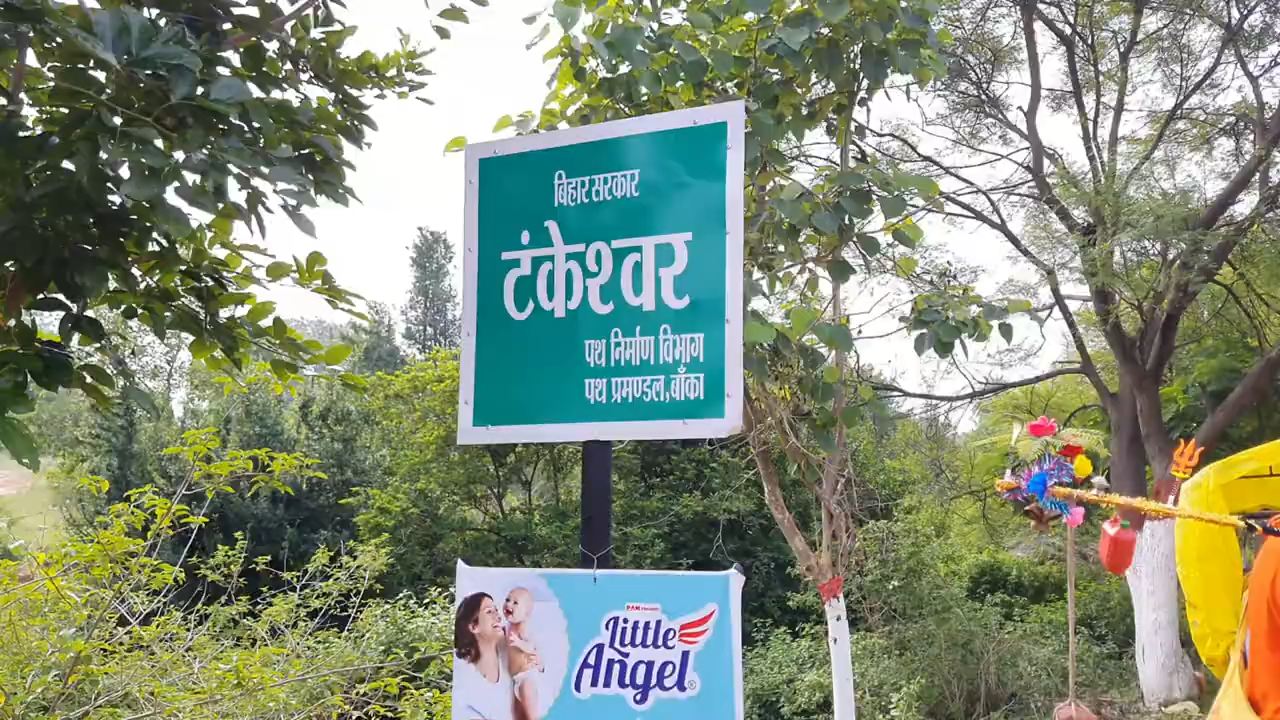 बिहार सरकार
टंकेश्वर
पथ निर्माण विभाग
पथ प्रमण्डल, बाँका
Little
Angel